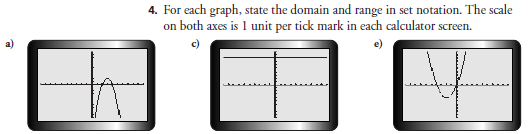 4. For each graph, state the domain and range in set notation. The scale
on both axes is 1 unit per tick mark in each calculator screen.
a) c) e)